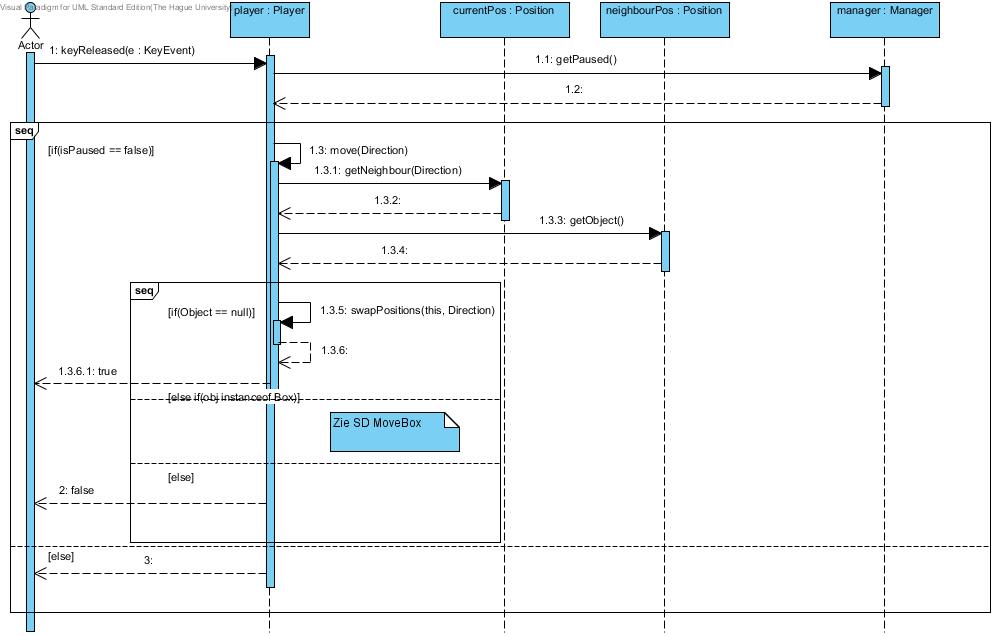 Visual Paradigm for UML Standard Edition(The Hague University
player : Player
currentPos : Position
neighbourPos : Position
manager : Manager
Actor
1: keyReleased(e : KeyEvent)
1.1: getPaused()
1.2:
seq
[if(isPaused == false)]
1.3: move(Direction)
1.3.1: getNeighbour(Direction)
1.3.2:
1.3.3: getObject()
1.3.4:
seq
[if(Object == null)]
1.3.5: swapPositions(this, Direction)
1.3.6:
1.3.6.1: true
[else if(obj instanceof Box)]
Zie SD MoveBox
[else]
2: false
[else]
3: